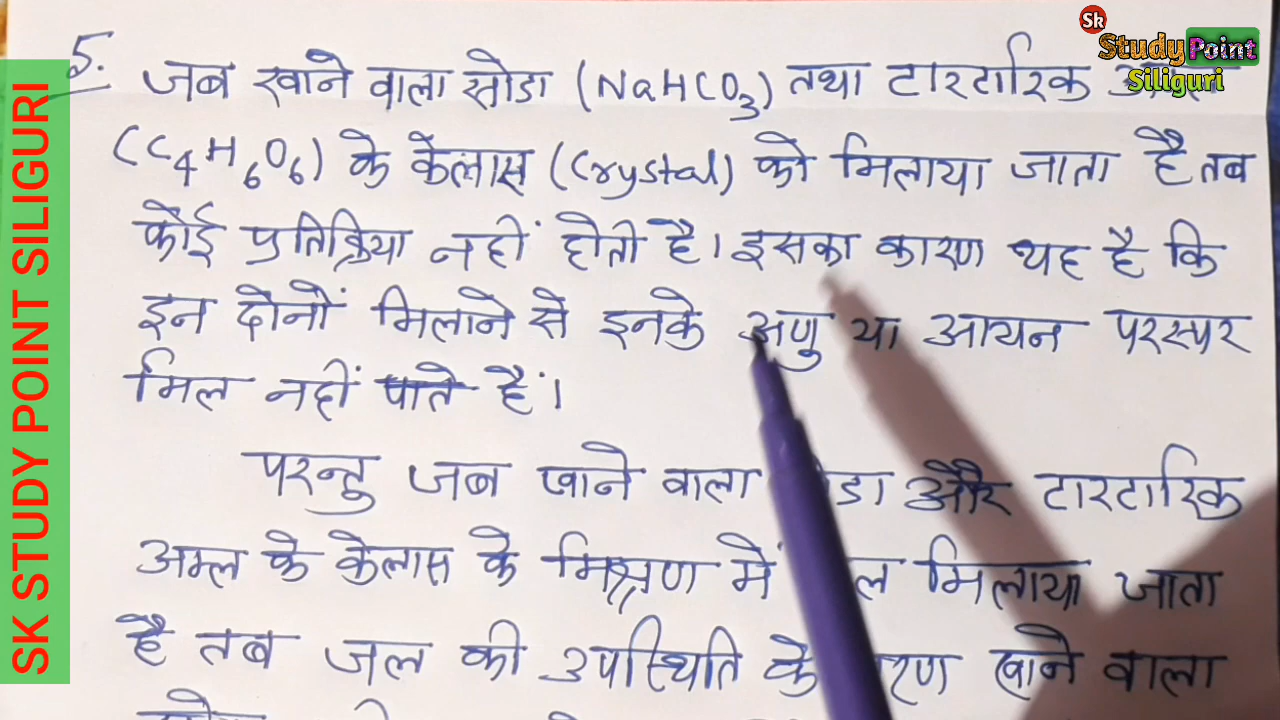 SK STUDY POINT SILIGURI
Sk Study Point
Siliguri
5. जब खाने वाला सोडा (NaHCO3) तथा टारटारिक
(C4H6O6) के केलास (Crystal) को मिलाया जाता है तब
कोई प्रतिक्रिया नहीं होती है। इसका कारण यह है कि
इन दोनों मिलाने से इनके अणु या आयन परस्पर
मिल नहीं पाते हैं।
परन्तु जब खाने वाला और टारटारिक
अम्ल के केलास के मिश्रण में मिलाया जाता
है तब जल की उपस्थिति के खाने वाला